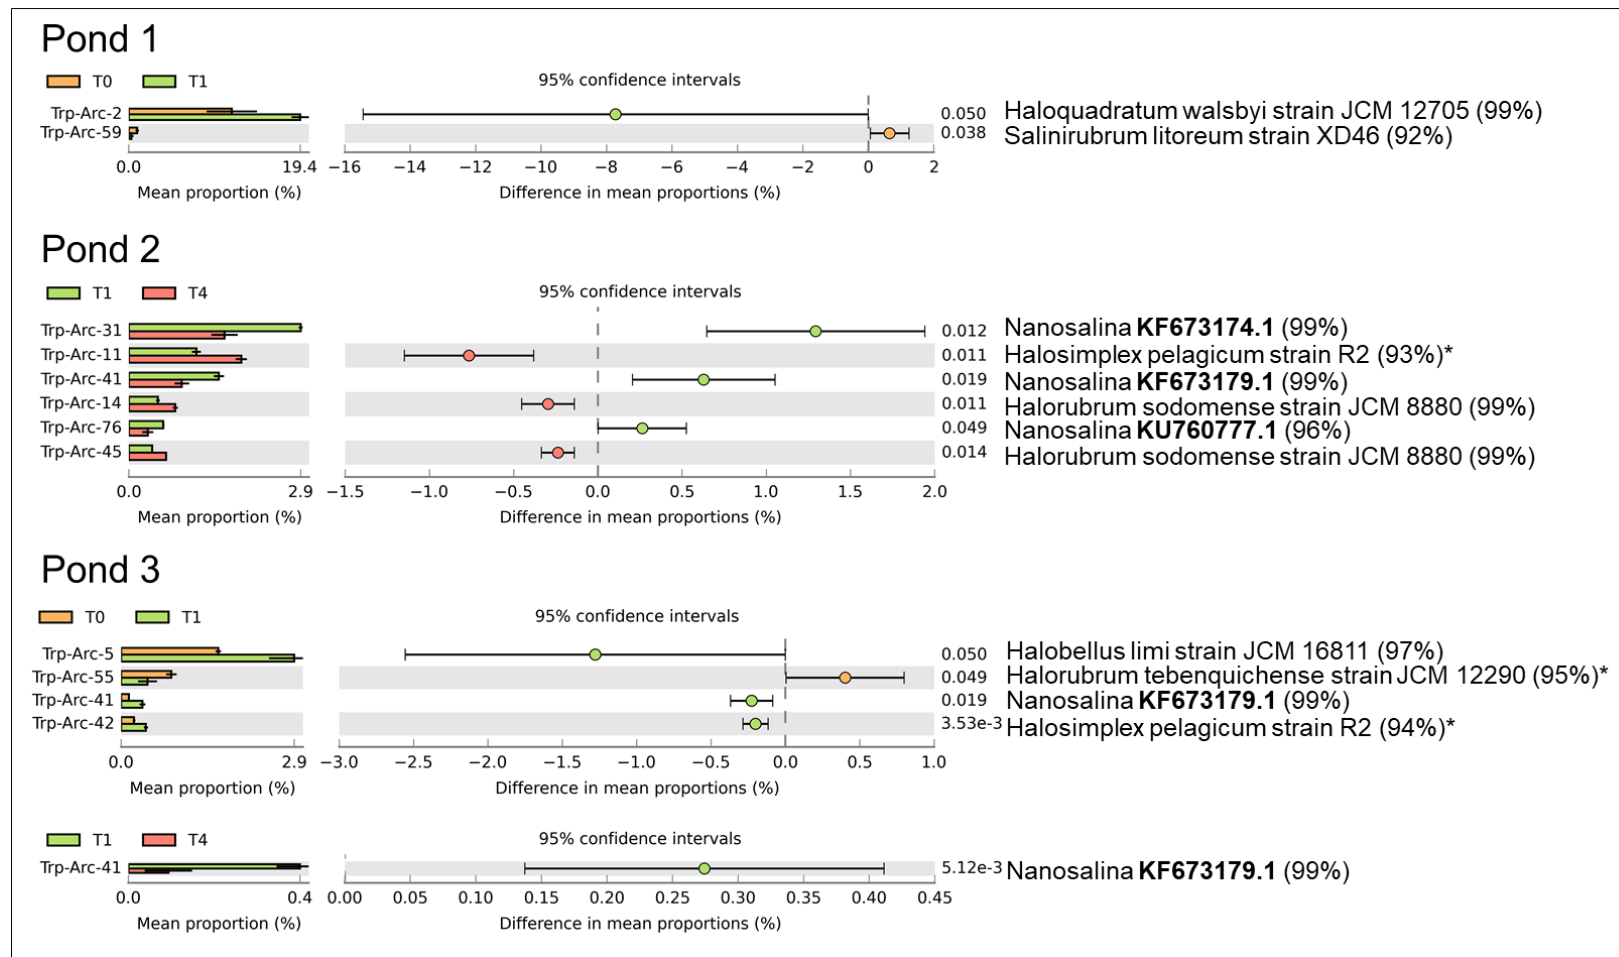 Pond 1
T0 T1 95% confidence intervals
Trp-Arc-2 0.050 Haloquadratum walsbyi strain JCM 12705 (99%)
Trp-Arc-59 0.038 Salinirubrum litoreum strain XD46 (92%)
0.0 19.4 −16 −14 −12 −10 −8 −6 −4 −2 0 2
Mean proportion (%) Difference in mean proportions (%)
Pond 2
T1 T4 95% confidence intervals
Trp-Arc-31 0.012 Nanosalina KF673174.1 (99%)
Trp-Arc-11 0.011 Halosimplex pelagicum strain R2 (93%)*
Trp-Arc-41 0.019 Nanosalina KF673179.1 (99%)
Trp-Arc-14 0.011 Halorubrum sodomense strain JCM 8880 (99%)
Trp-Arc-76 0.049 Nanosalina KU760777.1 (96%)
Trp-Arc-45 0.014 Halorubrum sodomense strain JCM 8880 (99%)
0.0 2.9 −1.5 −1.0 −0.5 0.0 0.5 1.0 1.5 2.0
Mean proportion (%) Difference in mean proportions (%)
Pond 3
T0 T1 95% confidence intervals
Trp-Arc-5 0.050 Halobellus limi strain JCM 16811 (97%)
Trp-Arc-55 0.049 Halorubrum tebenquichense strain JCM 12290 (95%)*
Trp-Arc-41 0.019 Nanosalina KF673179.1 (99%)
Trp-Arc-42 3.53e-3 Halosimplex pelagicum strain R2 (94%)*
0.0 2.9 −3.0 −2.5 −2.0 −1.5 −1.0 −0.5 0.0 0.5 1.0
Mean proportion (%) Difference in mean proportions (%)
T1 T4 95% confidence intervals
Trp-Arc-41 5.12e-3 Nanosalina KF673179.1 (99%)
0.0 0.4 0.00 0.05 0.10 0.15 0.20 0.25 0.30 0.35 0.40 0.45
Mean proportion (%) Difference in mean proportions (%)